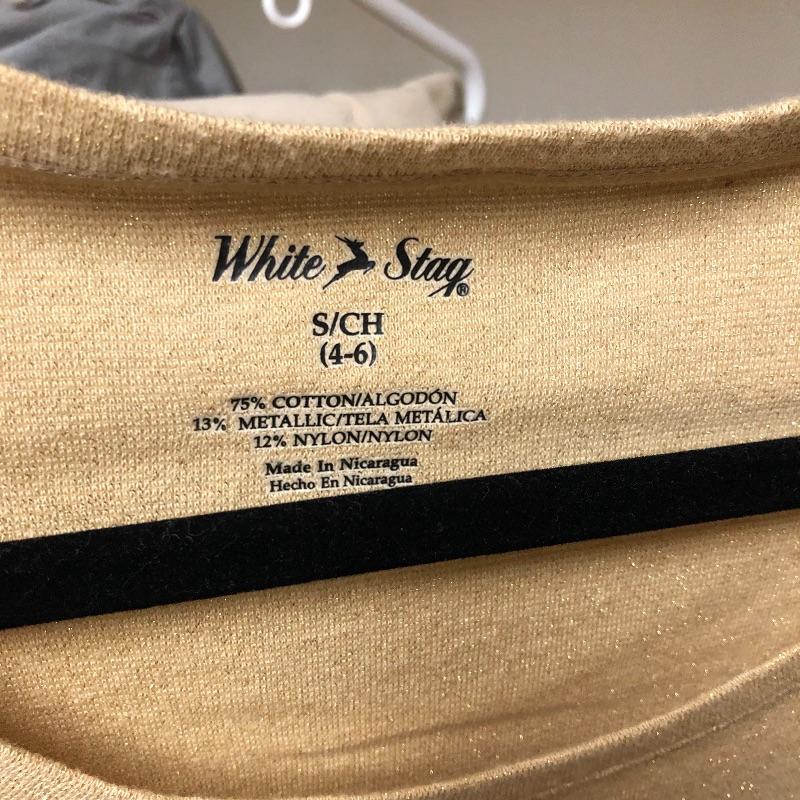 White Stag®
S/CH
(4-6)
75% COTTON/ALGODÓN
13% METALLIC/TELA METÁLICA
12% NYLON/NYLON
Made In Nicaragua
Hecho En Nicaragua